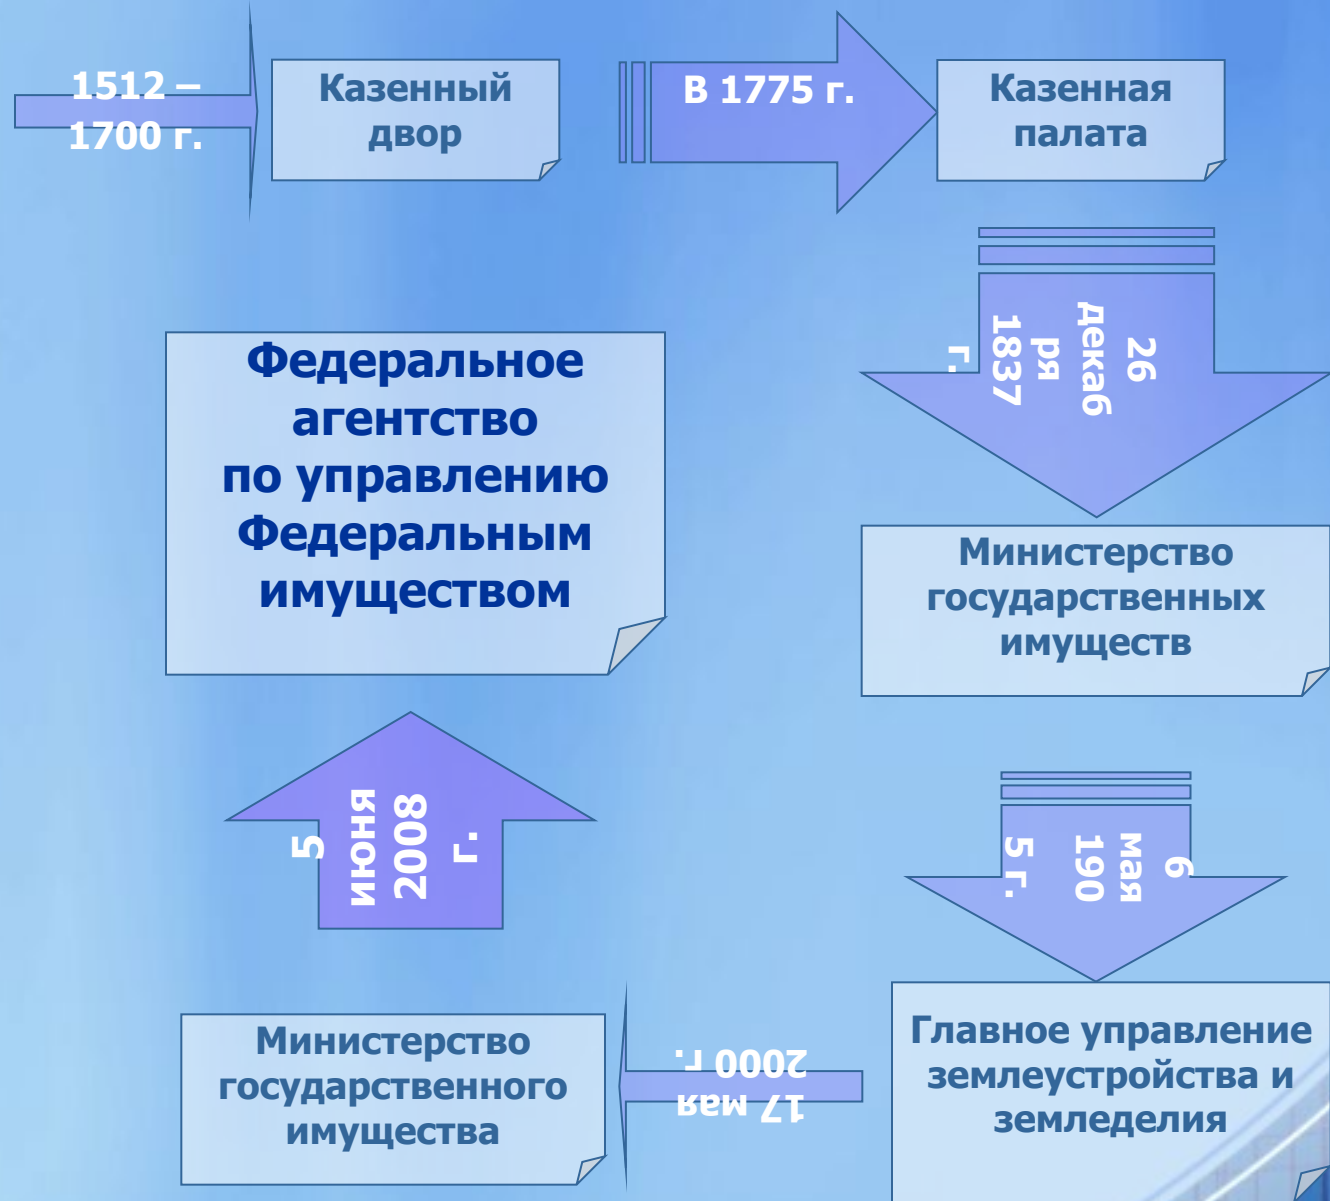 1512 –
1700 г.
Казенный
двор
В 1775 г.
Казенная
палата
26
декаб
ря
1837
г.
Министерство
государственных
имуществ
6
мая
190
5 г.
Главное управление
землеустройства и
земледелия
17 мая
2000 г.
Министерство
государственного
имущества
5
июня
2008
г.
Федеральное
агентство
по управлению
Федеральным
имуществом